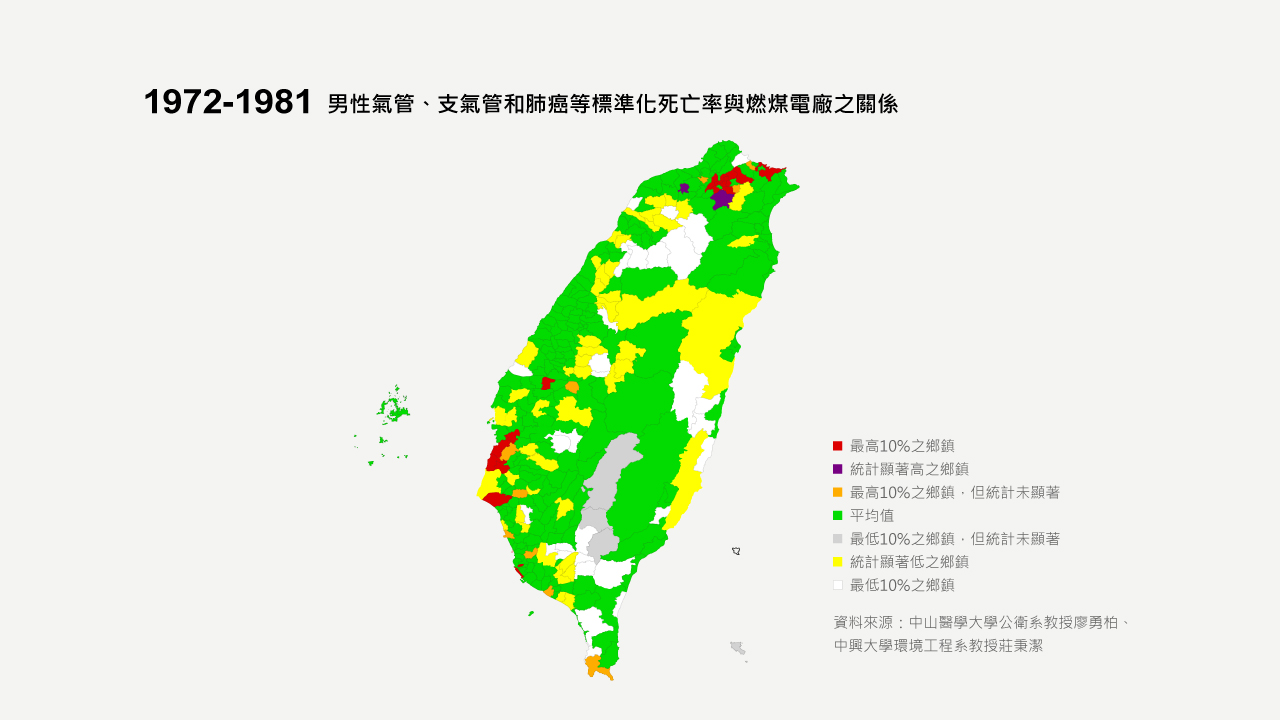 1972-1981 男性氣管、支氣管和肺癌等標準化死亡率與燃煤電廠之關係
最高10%之鄉鎮
統計顯著高之鄉鎮
最高10%之鄉鎮，但統計未顯著
平均值
最低10%之鄉鎮，但統計未顯著
統計顯著低之鄉鎮
最低10%之鄉鎮
資料來源：中山醫學大學公衛系教授廖勇柏、
中興大學環境工程系教授莊秉潔